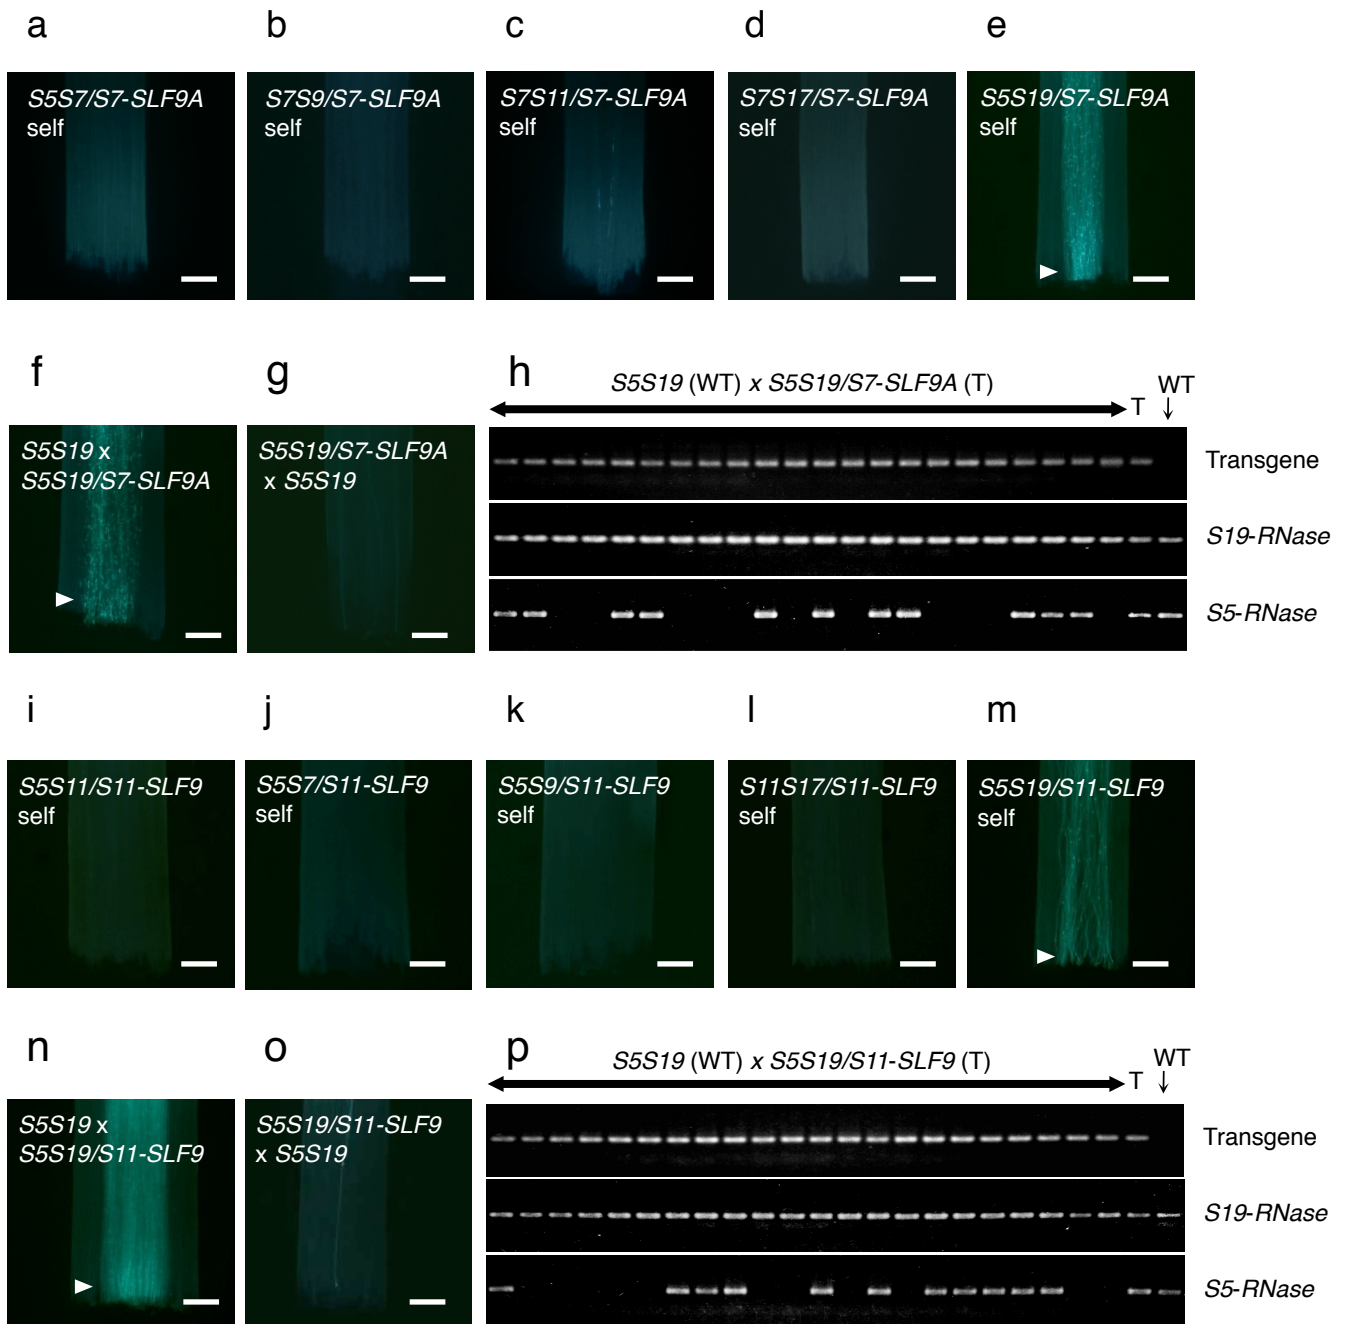 a
b
c
d
e
S5S7/S7-SLF9A
self
S7S9/S7-SLF9A
self
S7S11/S7-SLF9A
self
S7S17/S7-SLF9A
self
S5S19/S7-SLF9A
self
f
g
h
S5S19 x
S5S19/S7-SLF9A
S5S19/S7-SLF9A
x S5S19
S5S19 (WT) x S5S19/S7-SLF9A (T)
T
WT
Transgene
S19-RNase
S5-RNase
i
j
k
l
m
S5S11/S11-SLF9
self
S5S7/S11-SLF9
self
S5S9/S11-SLF9
self
S11S17/S11-SLF9
self
S5S19/S11-SLF9
self
n
o
p
S5S19 x
S5S19/S11-SLF9
S5S19/S11-SLF9
x S5S19
S5S19 (WT) x S5S19/S11-SLF9 (T)
T
WT
Transgene
S19-RNase
S5-RNase